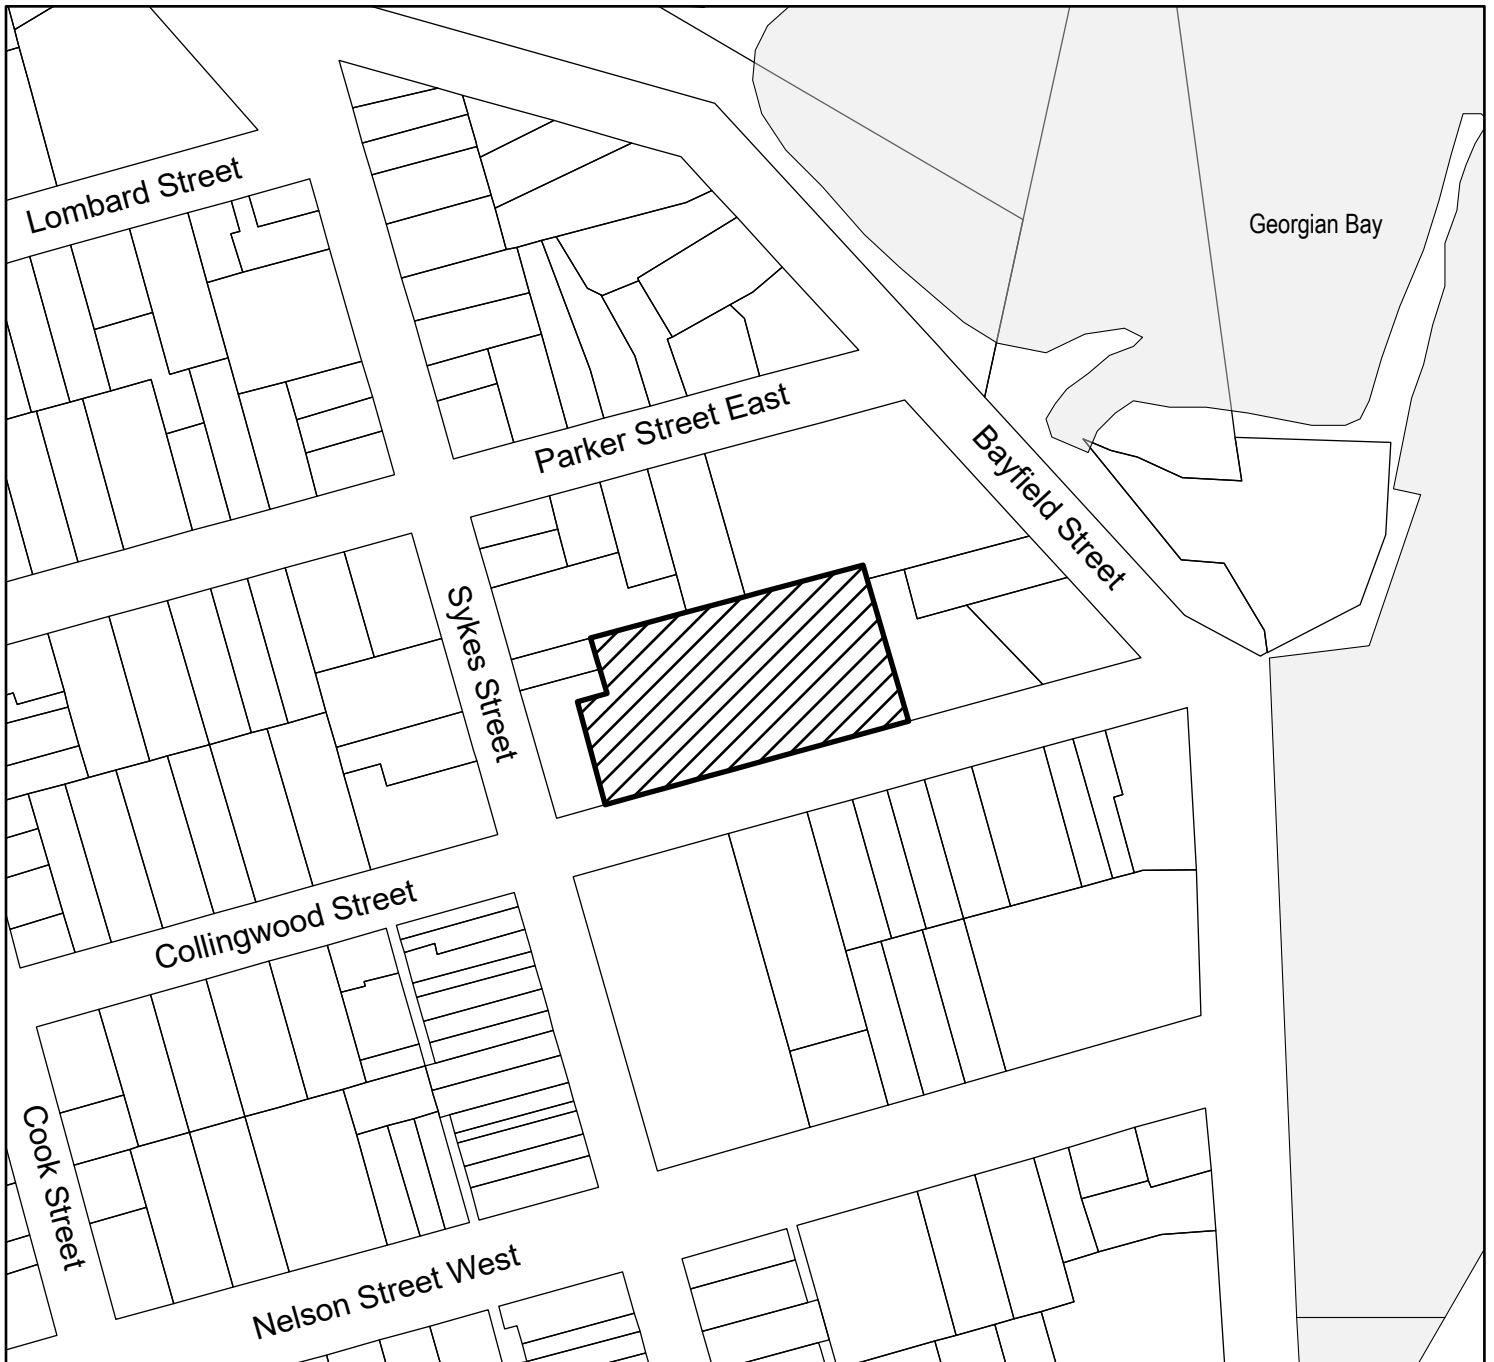 Lombard Street
Georgian Bay
Parker Street East
Bayfield Street
Sykes Street
Collingwood Street
Cook Street
Nelson Street West